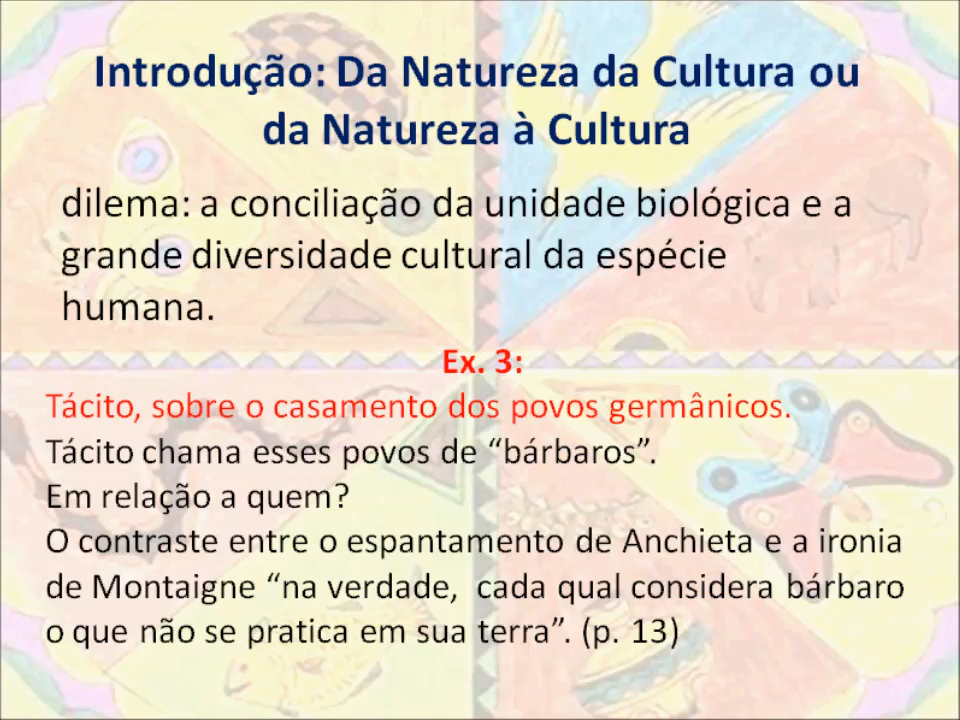 Introdução: Da Natureza da Cultura ou
da Natureza à Cultura
dilema: a conciliação da unidade biológica e a
grande diversidade cultural da espécie
humana.
Ex. 3:
Tácito, sobre o casamento dos povos germânicos.
Tácito chama esses povos de “bárbaros”.
Em relação a quem?
O contraste entre o espantamento de Anchieta e a ironia
de Montaigne “na verdade, cada qual considera bárbaro
o que não se pratica em sua terra”. (p. 13)